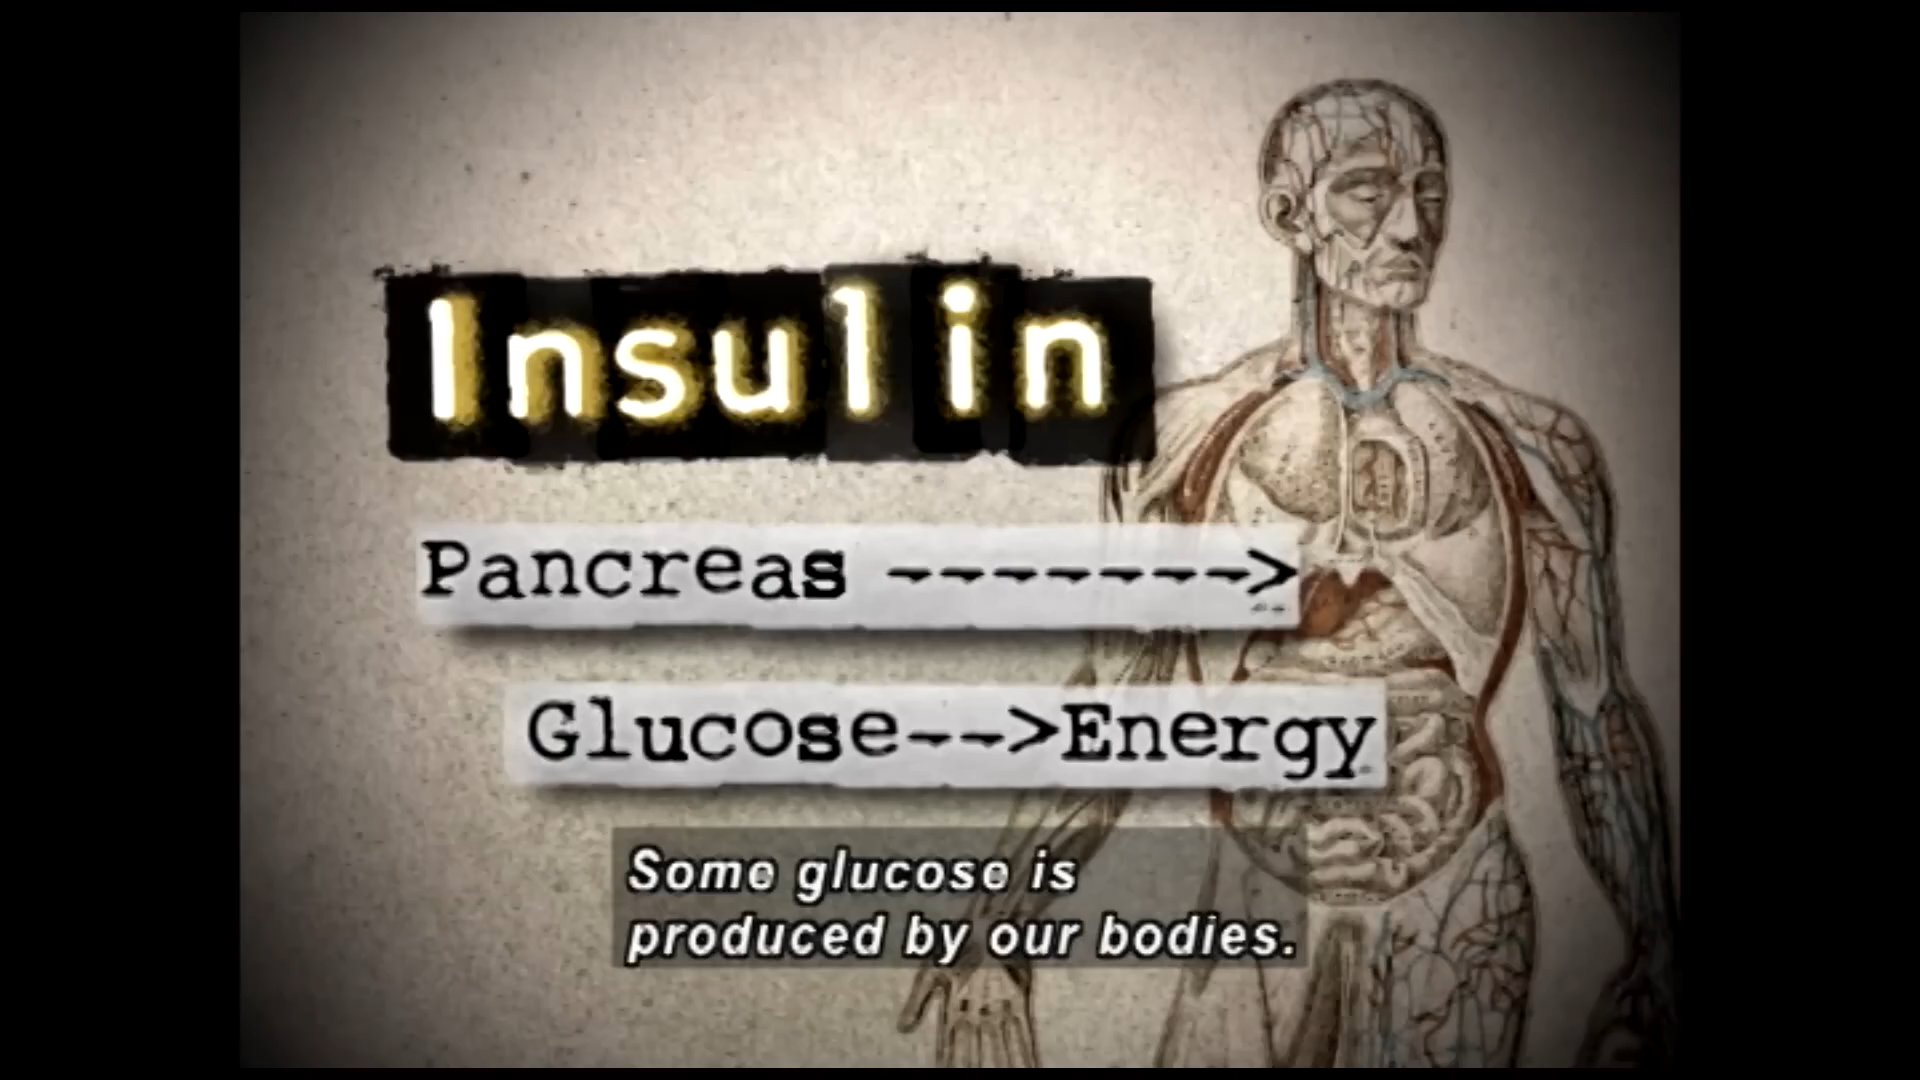 Insulin
Pancreas -------->
Glucose-->Energy
Some glucose is
produced by our bodies.